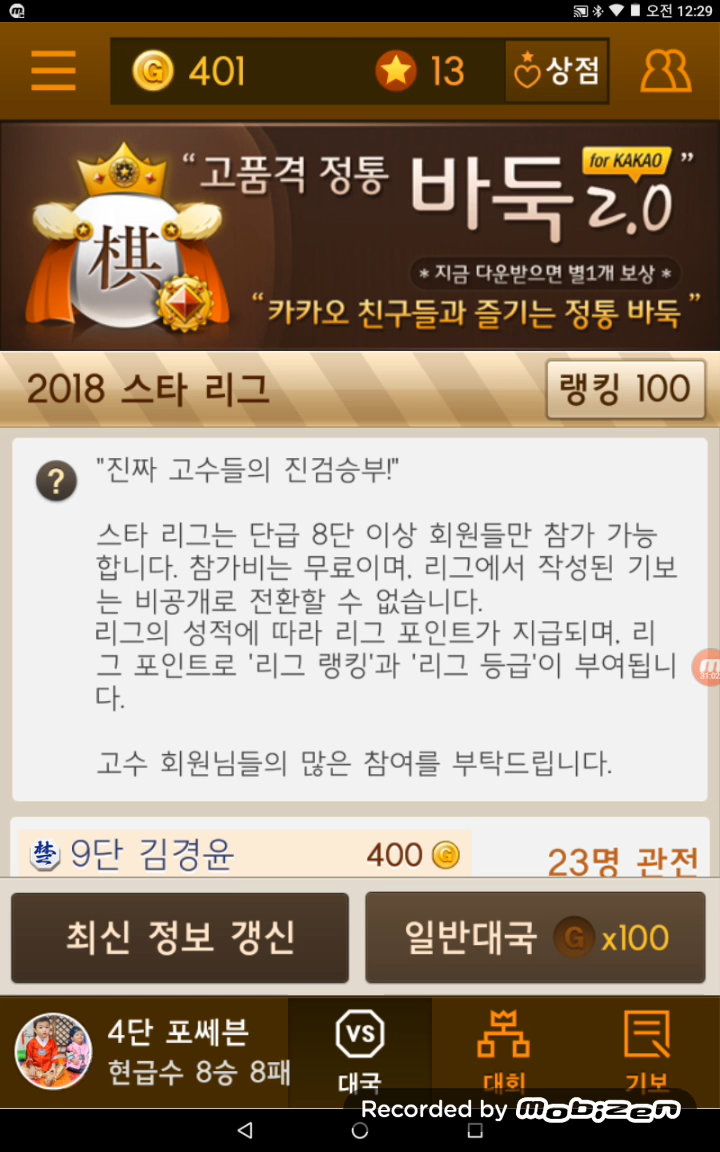 오전 12:29
G 401
13
상점
“고품격 정통 바둑 2.0”
for KAKAO
* 지금 다운받으면 별1개 보상 *
“카카오 친구들과 즐기는 정통 바둑”
棋
2018 스타 리그
랭킹 100
?
"진짜 고수들의 진검승부!"
스타 리그는 단급 8단 이상 회원들만 참가 가능
합니다. 참가비는 무료이며, 리그에서 작성된 기보
는 비공개로 전환할 수 없습니다.
리그의 성적에 따라 리그 포인트가 지급되며, 리
그 포인트로 '리그 랭킹'과 '리그 등급'이 부여됩니
다.
고수 회원님들의 많은 참여를 부탁드립니다.
31:02
楚 9단 김경윤
400 G
23명 관전
최신 정보 갱신
일반대국 G x100
4단 포쎄븐
현급수 8승 8패
VS
대국
대회
기보
Recorded by mobizen